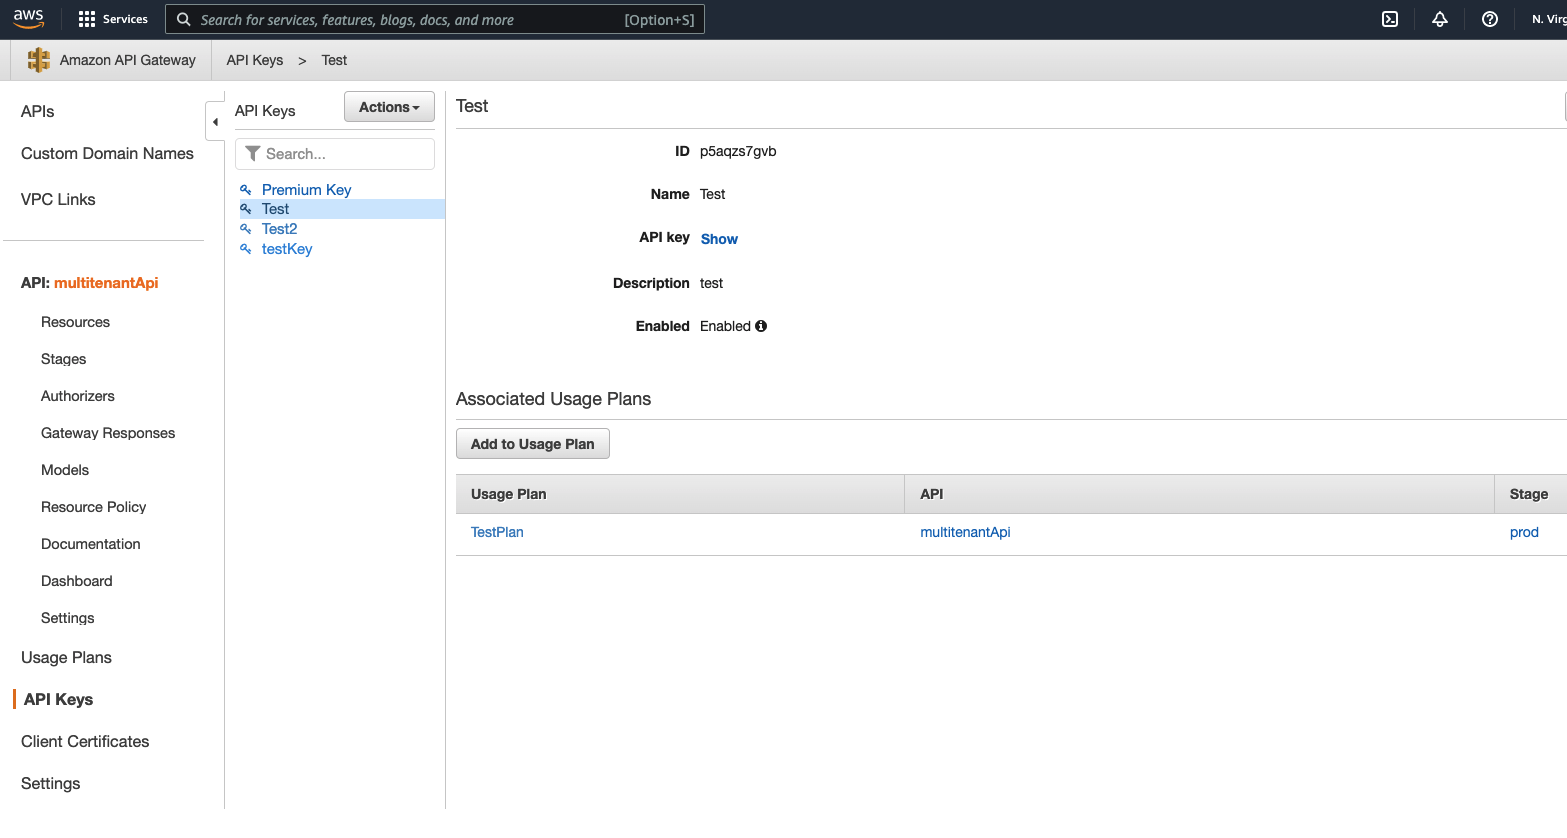 aws
Services
Search for services, features, blogs, docs, and more
[Option+S]
N. Virg
Amazon API Gateway
API Keys > Test
APIs
Custom Domain Names
VPC Links
API: multitenantApi
Resources
Stages
Authorizers
Gateway Responses
Models
Resource Policy
Documentation
Dashboard
Settings
Usage Plans
API Keys
Client Certificates
Settings
API Keys
Actions
Search...
Premium Key
Test
Test2
testKey
Test
ID p5aqzs7gvb
Name Test
API key Show
Description test
Enabled Enabled
Associated Usage Plans
Add to Usage Plan
Usage Plan API Stage
TestPlan multitenantApi prod